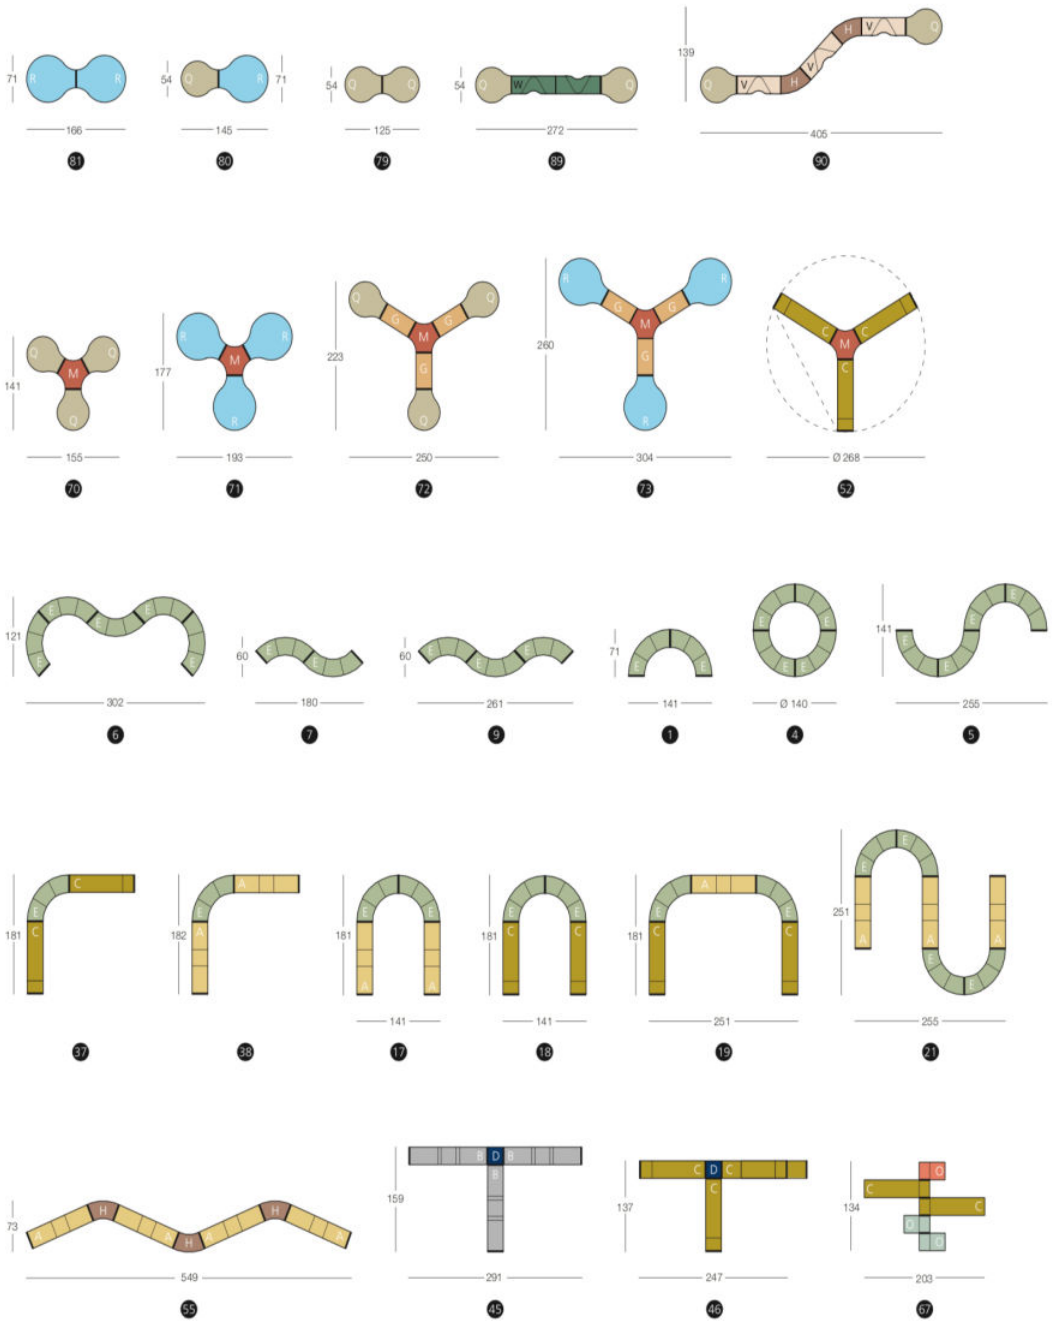 71 R R
54 Q R 71
54 Q Q
54 Q W Q
139 Q V H V H V Q
166
145
125
272
405
81
80
79
89
90
141 Q Q M Q
177 R R M R
223 Q Q G G M G Q
260 R R G G M G R
C C M C
155
193
250
304
Ø 268
70
71
72
73
52
121 E E E E
60 E E
60 E E E
71 E E
E E E E
141 E E E
302
180
261
141
Ø 140
255
6
7
9
1
4
5
181 C E C
182 A E A
181 E E A A
181 E E C C
181 A E E C C
251 E E A A A E E
141
141
251
255
37
38
17
18
19
21
73 A H A H A H A
159 B D B B
137 C D C C
134 O C C D D
549
291
247
203
55
45
46
67